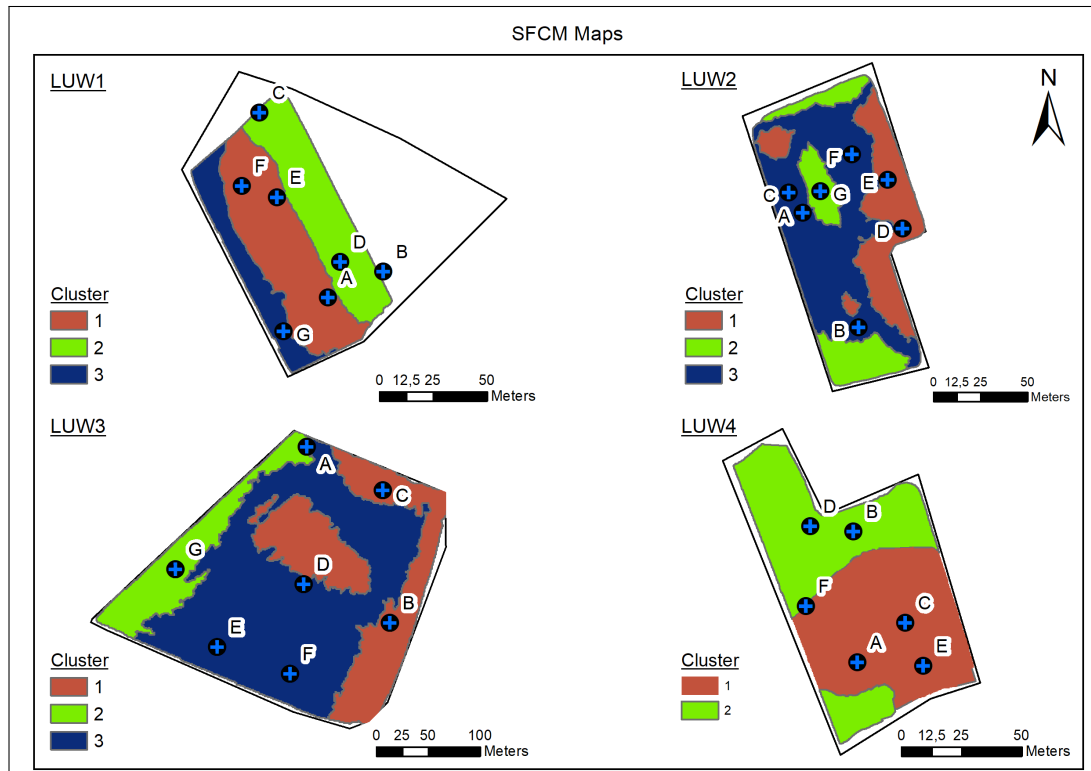 SFCM Maps
LUW1
C
F
E
D
B
A
G
Cluster
1
2
3
0 12,5 25 50
Meters
LUW2
N
F
E
C
G
A
D
B
Cluster
1
2
3
0 12,5 25 50
Meters
LUW3
A
C
G
D
B
E
F
Cluster
1
2
3
0 25 50 100
Meters
LUW4
D
B
F
C
A
E
Cluster
1
2
0 12,5 25 50
Meters